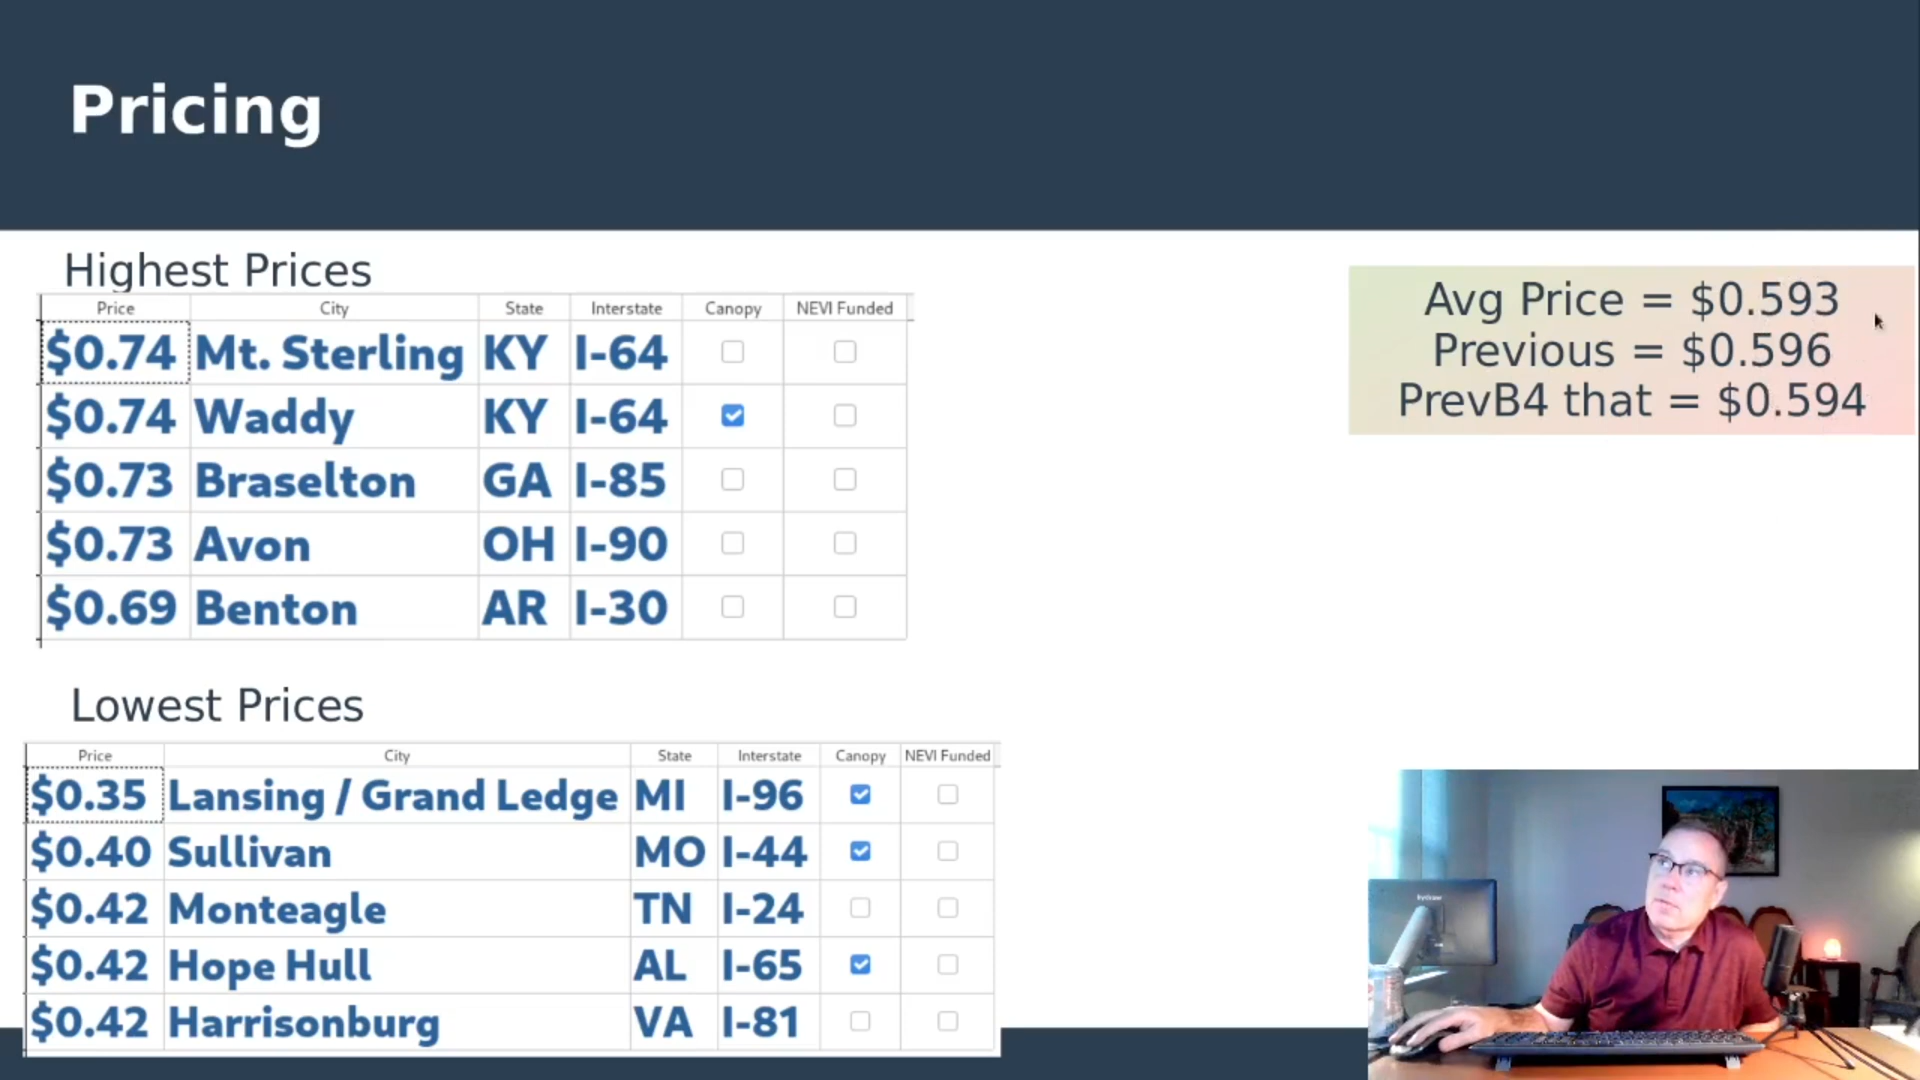 Pricing
Highest Prices
Price City State Interstate Canopy NEVI Funded
$0.74 Mt. Sterling KY I-64
$0.74 Waddy KY I-64
$0.73 Braselton GA I-85
$0.73 Avon OH I-90
$0.69 Benton AR I-30
Avg Price = $0.593
Previous = $0.596
PrevB4 that = $0.594
Lowest Prices
Price City State Interstate Canopy NEVI Funded
$0.35 Lansing / Grand Ledge MI I-96
$0.40 Sullivan MO I-44
$0.42 Monteagle TN I-24
$0.42 Hope Hull AL I-65
$0.42 Harrisonburg VA I-81